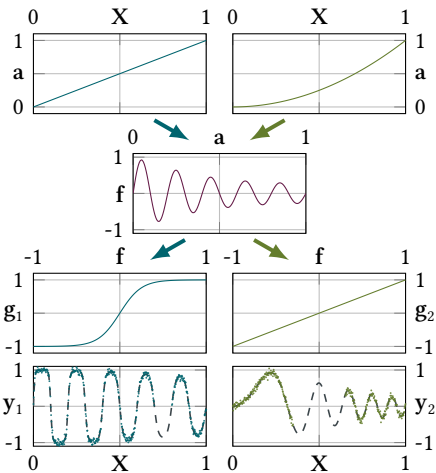 0 X 1 0 X 1
1 1
a a
0 0
0 a 1
1
f
-1
-1 f 1 -1 f 1
1 1
g1 g2
-1 -1
1 1
y1 y2
-1 -1
0 X 1 0 X 1